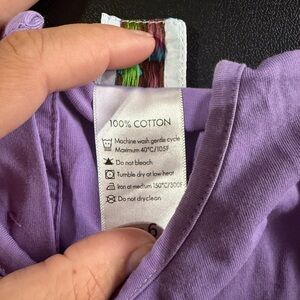 100% COTTON
Machine wash gentle cycle
Maximum 40°C/105F
Do not bleach
Tumble dry at low heat
Iron at medium 150°C/300F
Do not dryclean
6